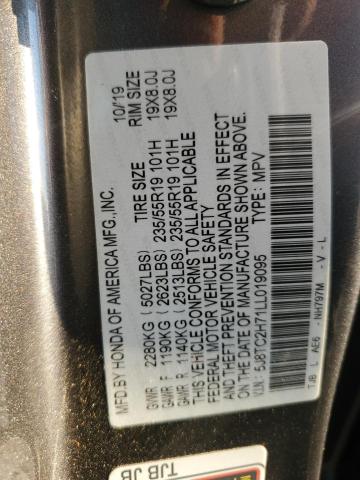 MFD.BY HONDA OF AMERICA MFG.,INC. 10/19
TIRE SIZE RIM SIZE
GVWR 2280KG (5027LBS)
GAWR F 1190KG (2623LBS) 235/55R19 101H 19X8.0J
GAWR R 1140KG (2513LBS) 235/55R19 101H 19X8.0J
THIS VEHICLE CONFORMS TO ALL APPLICABLE
FEDERAL MOTOR VEHICLE SAFETY
AND THEFT PREVENTION STANDARDS IN EFFECT
ON THE DATE OF MANUFACTURE SHOWN ABOVE.
V.I.N.: 5J8TC2H71LL019095 TYPE: MPV
TJB L AE6 NH797M - V - L
TJB JB